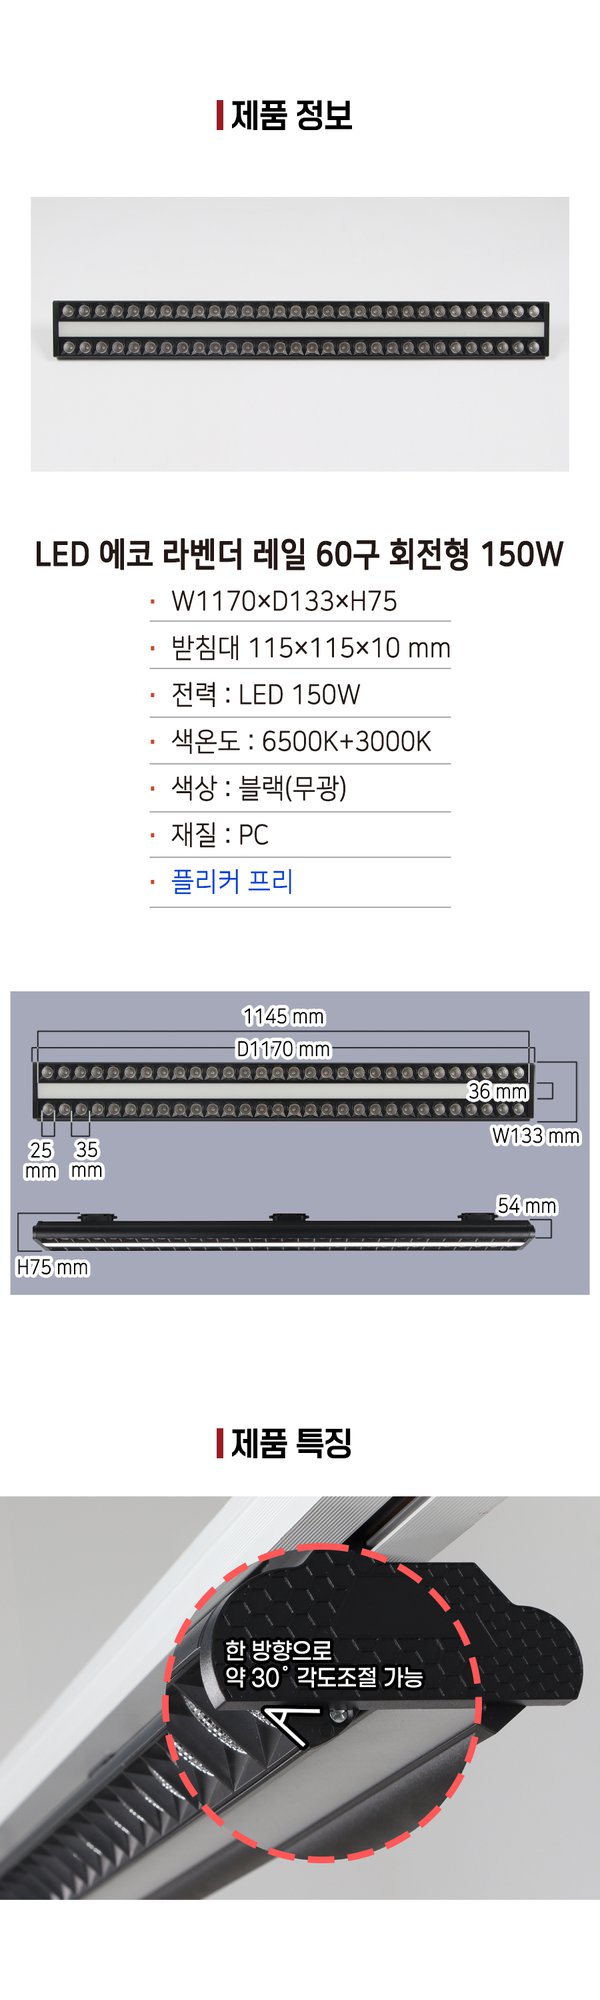 제품 정보
LED 에코 라벤더 레일 60구 회전형 150W
· W1170×D133×H75
· 받침대 115×115×10 mm
· 전력 : LED 150W
· 색온도 : 6500K+3000K
· 색상 : 블랙(무광)
· 재질 : PC
· 플리커 프리
1145 mm
D1170 mm
36 mm
W133 mm
25 mm
35 mm
54 mm
H75 mm
제품 특징
한 방향으로
약 30˚ 각도조절 가능